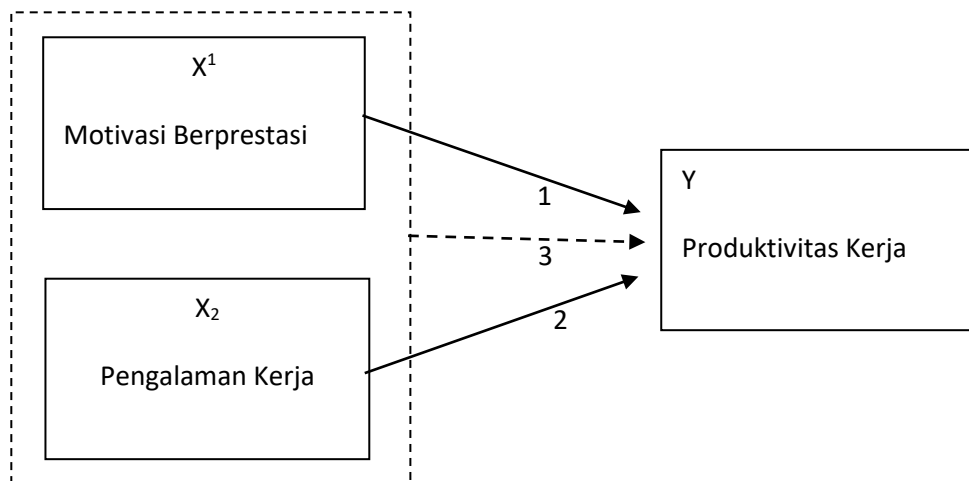 X¹
Motivasi Berprestasi
1
Y
3
Produktivitas Kerja
X₂
2
Pengalaman Kerja